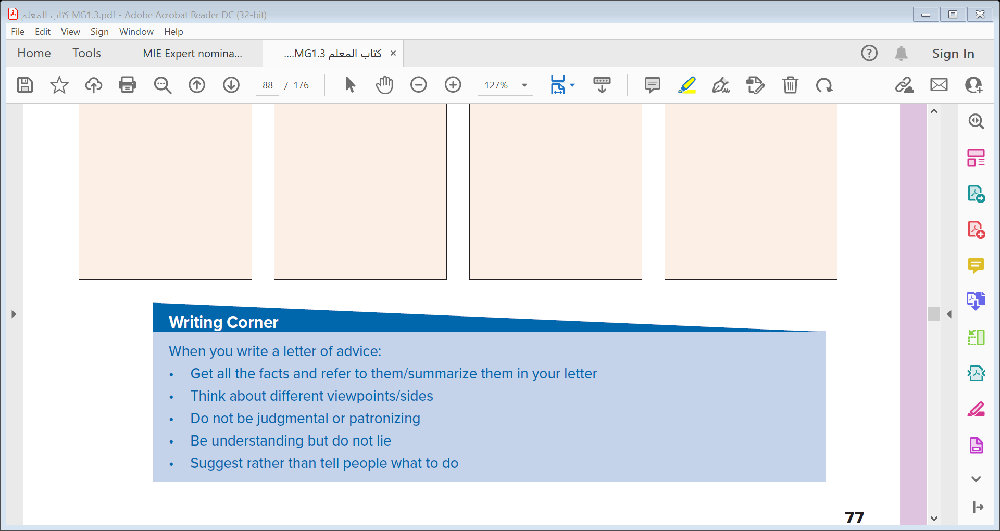 كتاب المعلم MG1.3.pdf - Adobe Acrobat Reader DC (32-bit)
File Edit View Sign Window Help
Home Tools MIE Expert nomina... كتاب المعلم MG1.3.... × Sign In
88 / 176 127%
Writing Corner
When you write a letter of advice:
• Get all the facts and refer to them/summarize them in your letter
• Think about different viewpoints/sides
• Do not be judgmental or patronizing
• Be understanding but do not lie
• Suggest rather than tell people what to do
77